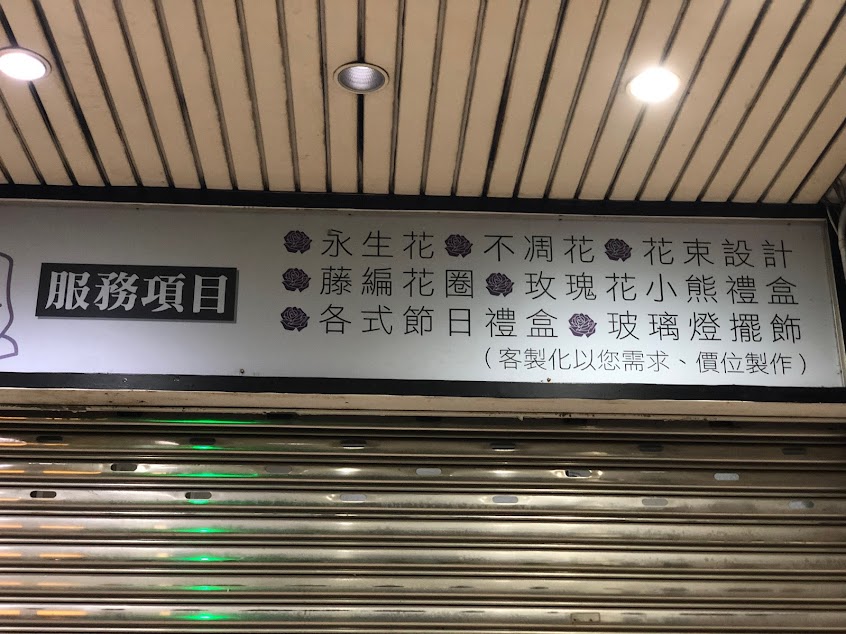 服務項目
永生花 不凋花 花束設計
藤編花圈 玫瑰花小熊禮盒
各式節日禮盒 玻璃燈擺飾
(客製化以您需求、價位製作)